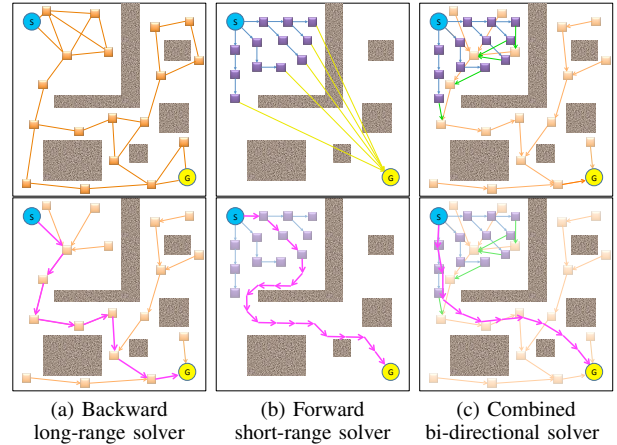 S
S
S
G
G
G
S
S
S
G
G
G
(a) Backward
long-range solver
(b) Forward
short-range solver
(c) Combined
bi-directional solver